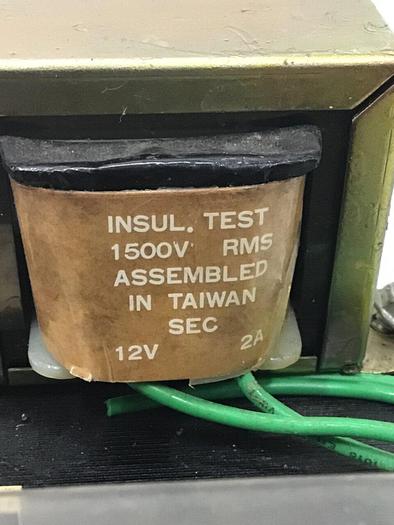 INSUL. TEST
1500V RMS
ASSEMBLED
IN TAIWAN
SEC
12V 2A